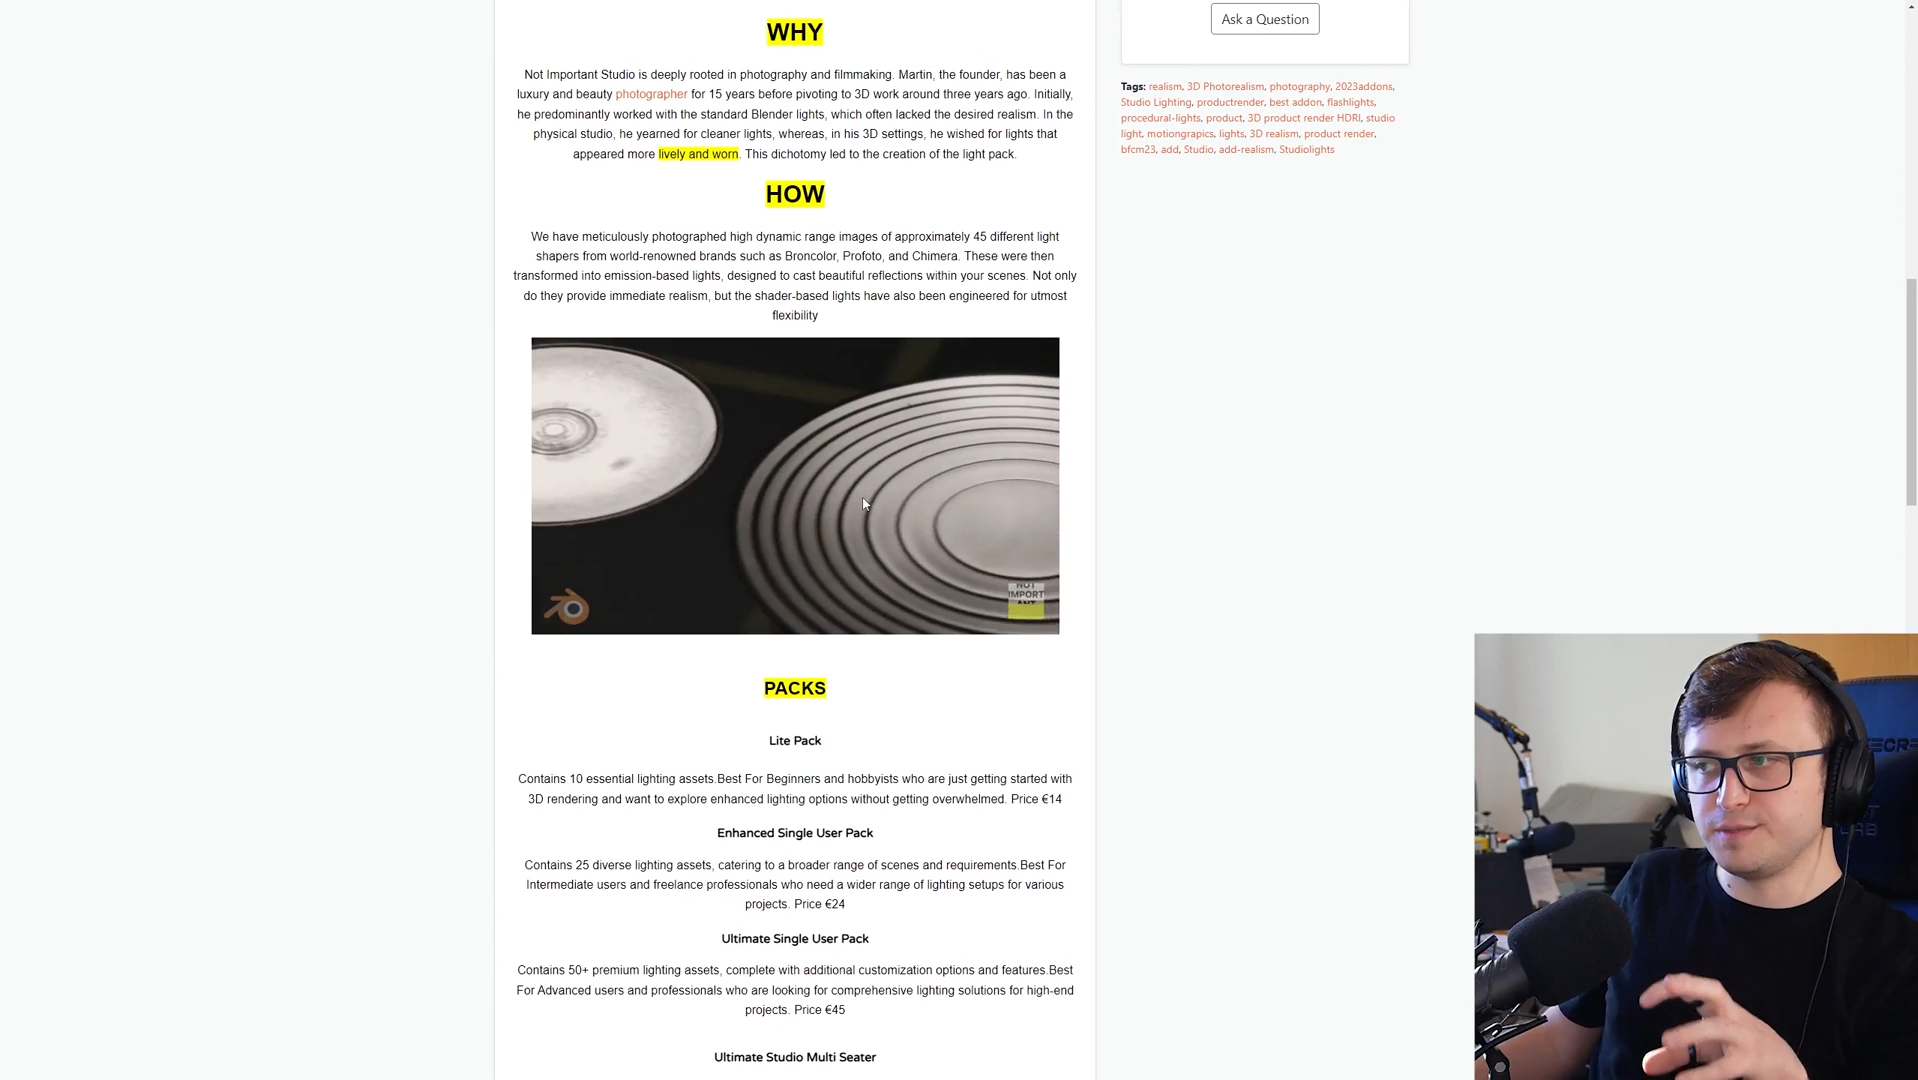 WHY
Not Important Studio is deeply rooted in photography and filmmaking. Martin, the founder, has been a
luxury and beauty photographer for 15 years before pivoting to 3D work around three years ago. Initially,
he predominantly worked with the standard Blender lights, which often lacked the desired realism. In the
physical studio, he yearned for cleaner lights, whereas, in his 3D settings, he wished for lights that
appeared more lively and worn. This dichotomy led to the creation of the light pack.
HOW
We have meticulously photographed high dynamic range images of approximately 45 different light
shapers from world-renowned brands such as Broncolor, Profoto, and Chimera. These were then
transformed into emission-based lights, designed to cast beautiful reflections within your scenes. Not only
do they provide immediate realism, but the shader-based lights have also been engineered for utmost
flexibility
NOT
IMPORT
ANT
PACKS
Lite Pack
Contains 10 essential lighting assets.Best For Beginners and hobbyists who are just getting started with
3D rendering and want to explore enhanced lighting options without getting overwhelmed. Price €14
Enhanced Single User Pack
Contains 25 diverse lighting assets, catering to a broader range of scenes and requirements.Best For
Intermediate users and freelance professionals who need a wider range of lighting setups for various
projects. Price €24
Ultimate Single User Pack
Contains 50+ premium lighting assets, complete with additional customization options and features.Best
For Advanced users and professionals who are looking for comprehensive lighting solutions for high-end
projects. Price €45
Ultimate Studio Multi Seater
Ask a Question
Tags: realism, 3D Photorealism, photography, 2023addons,
Studio Lighting, productrender, best addon, flashlights,
procedural-lights, product, 3D product render HDRI, studio
light, motiongrapics, lights, 3D realism, product render,
bfcm23, add, Studio, add-realism, Studiolights